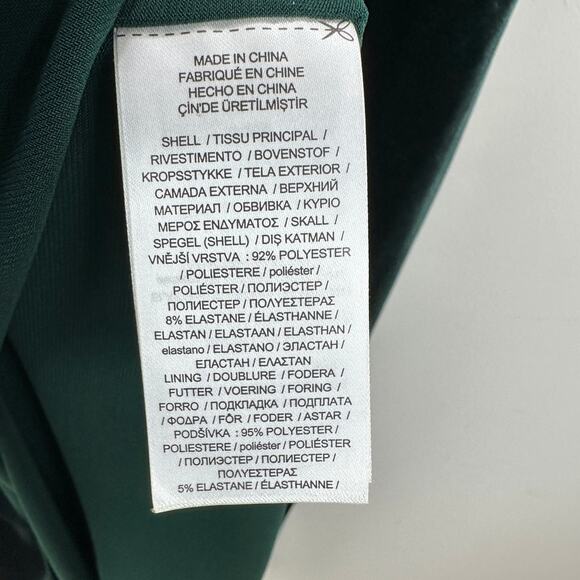 MADE IN CHINA
FABRIQUÉ EN CHINE
HECHO EN CHINA
ÇİN'DE ÜRETİLMİŞTİR
SHELL / TISSU PRINCIPAL /
RIVESTIMENTO / BOVENSTOF /
KROPSSTYKKE / TELA EXTERIOR /
CAMADA EXTERNA / ВЕРХНИЙ
МАТЕРИАЛ / ОБВИВКА / ΚΥΡΙΟ
ΜΕΡΟΣ ΕΝΔΥΜΑΤΟΣ / SKALL /
SPEGEL (SHELL) / DIŞ KATMAN /
VNĚJŠÍ VRSTVA : 92% POLYESTER
/ POLIESTERE / poliéster /
POLIÉSTER / ПОЛИЭСТЕР /
ПОЛИЕСТЕР / ΠΟΛΥΕΣΤΕΡΑΣ
8% ELASTANE / ÉLASTHANNE /
ELASTAN / ELASTAAN / ELASTHAN /
elastano / ELASTANO / ЭЛАСТАН /
ЕЛАСТАН / ΕΛΑΣΤΑΝ
LINING / DOUBLURE / FODERA /
FUTTER / VOERING / FORING /
FORRO / ПОДКЛАДКА / ПОДПЛАТА
/ ΦΟΔΡΑ / FÔR / FODER / ASTAR /
PODŠÍVKA : 95% POLYESTER /
POLIESTERE / poliéster / POLIÉSTER
/ ПОЛИЭСТЕР / ПОЛИЕСТЕР /
ΠΟΛΥΕΣΤΕΡΑΣ
5% ELASTANE / ÉLASTHANNE /